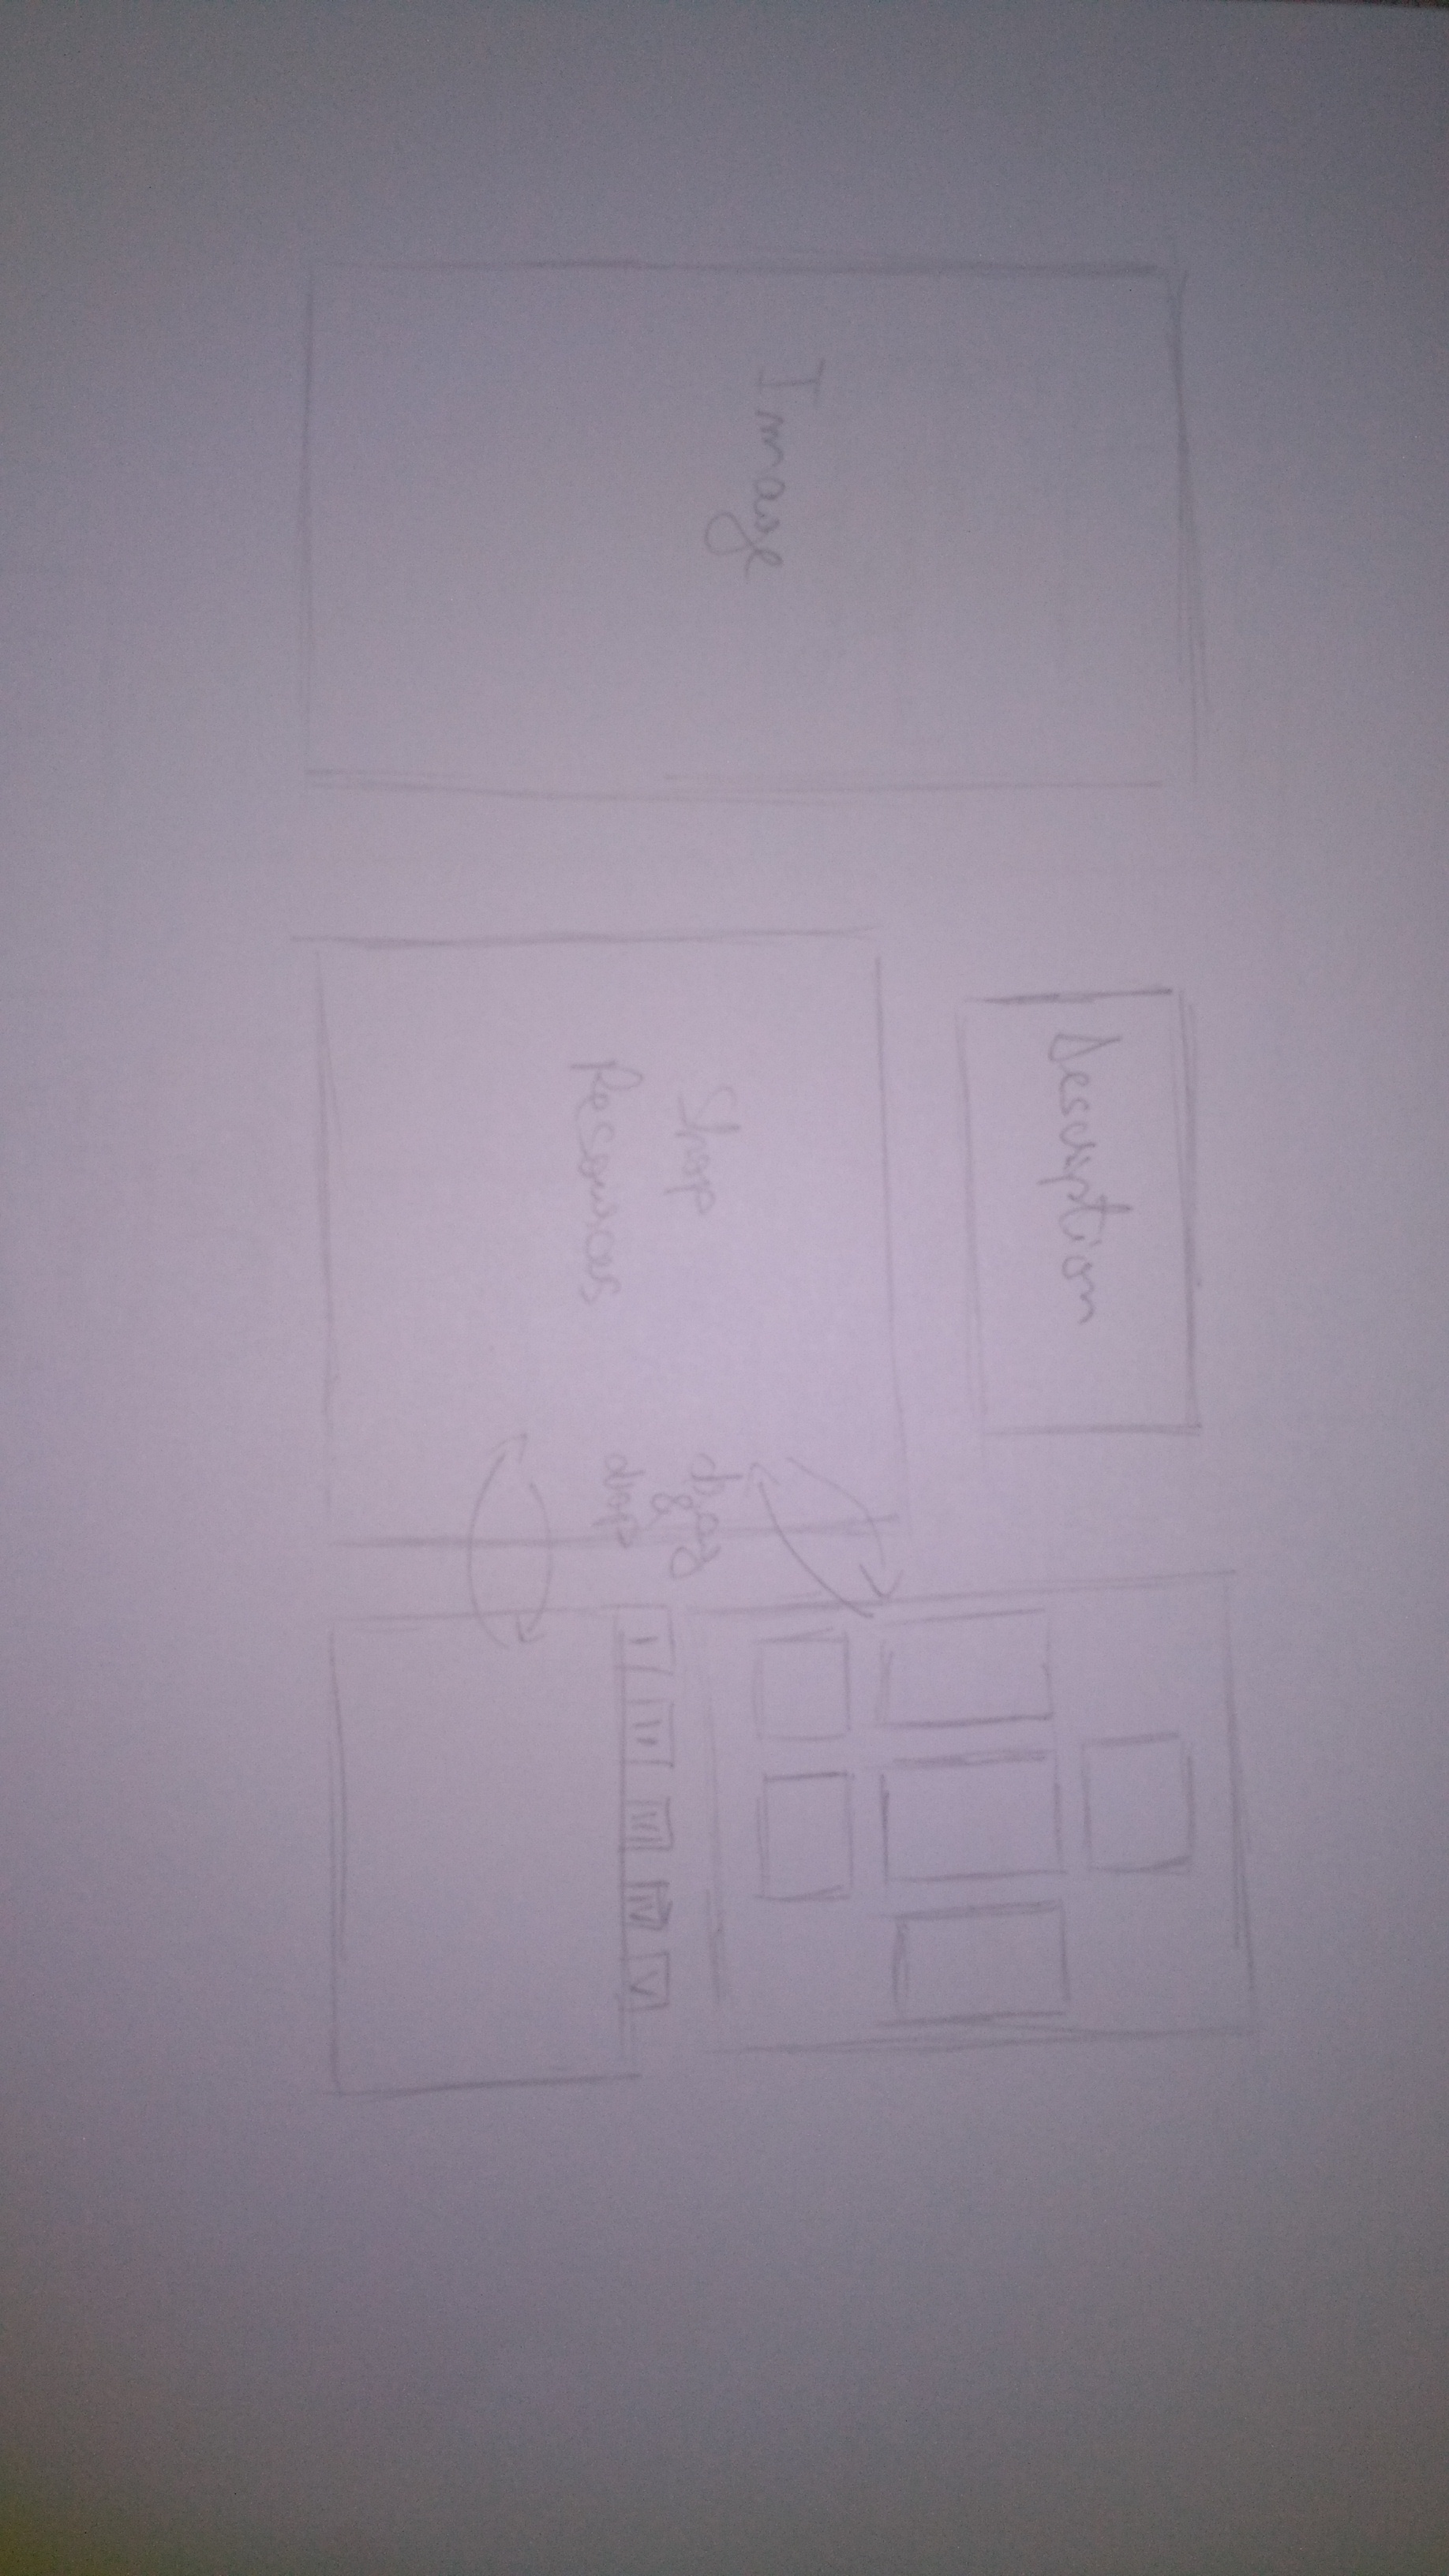 Description
Image
Shop
Resources
drag
&
drop
I II III IV V